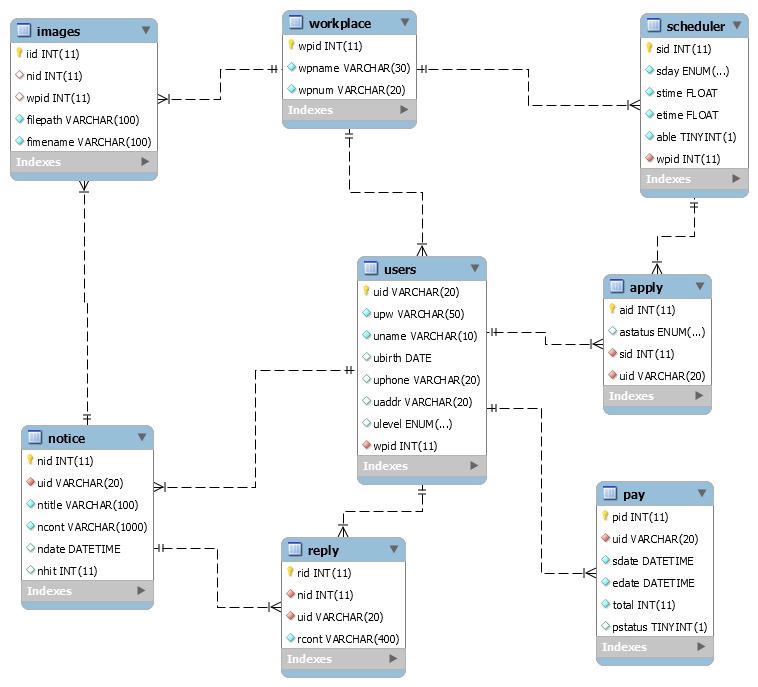 images
iid INT(11)
nid INT(11)
wpid INT(11)
filepath VARCHAR(100)
fimename VARCHAR(100)
Indexes
workplace
wpid INT(11)
wpname VARCHAR(30)
wpnum VARCHAR(20)
Indexes
scheduler
sid INT(11)
sday ENUM(...)
stime FLOAT
etime FLOAT
able TINYINT(1)
wpid INT(11)
Indexes
users
uid VARCHAR(20)
upw VARCHAR(50)
uname VARCHAR(10)
ubirth DATE
uphone VARCHAR(20)
uaddr VARCHAR(20)
ulevel ENUM(...)
wpid INT(11)
Indexes
apply
aid INT(11)
astatus ENUM(...)
sid INT(11)
uid VARCHAR(20)
Indexes
notice
nid INT(11)
uid VARCHAR(20)
ntitle VARCHAR(100)
ncont VARCHAR(1000)
ndate DATETIME
nhit INT(11)
Indexes
reply
rid INT(11)
nid INT(11)
uid VARCHAR(20)
rcont VARCHAR(400)
Indexes
pay
pid INT(11)
uid VARCHAR(20)
sdate DATETIME
edate DATETIME
total INT(11)
pstatus TINYINT(1)
Indexes